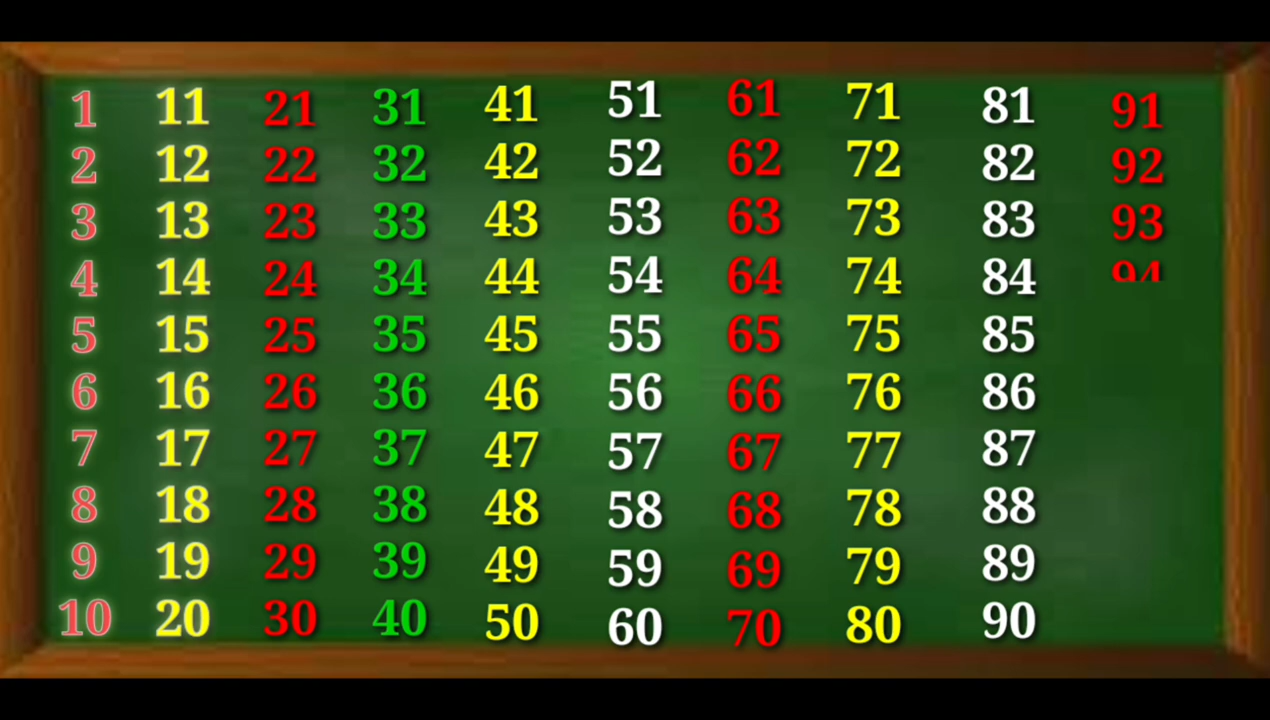 1 11 21 31 41 51 61 71 81 91
2 12 22 32 42 52 62 72 82 92
3 13 23 33 43 53 63 73 83 93
4 14 24 34 44 54 64 74 84 94
5 15 25 35 45 55 65 75 85
6 16 26 36 46 56 66 76 86
7 17 27 37 47 57 67 77 87
8 18 28 38 48 58 68 78 88
9 19 29 39 49 59 69 79 89
10 20 30 40 50 60 70 80 90